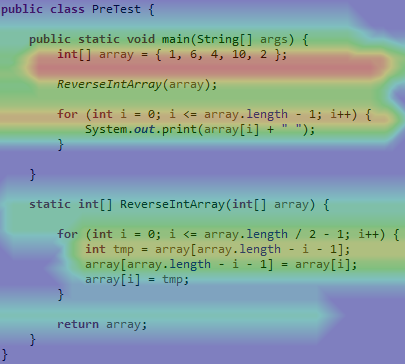 public class PreTest {
public static void main(String[] args) {
int[] array = { 1, 6, 4, 10, 2 };
ReverseIntArray(array);
for (int i = 0; i <= array.length - 1; i++) {
System.out.print(array[i] + " ");
}
}
static int[] ReverseIntArray(int[] array) {
for (int i = 0; i <= array.length / 2 - 1; i++) {
int tmp = array[array.length - i - 1];
array[array.length - i - 1] = array[i];
array[i] = tmp;
}
return array;
}
}